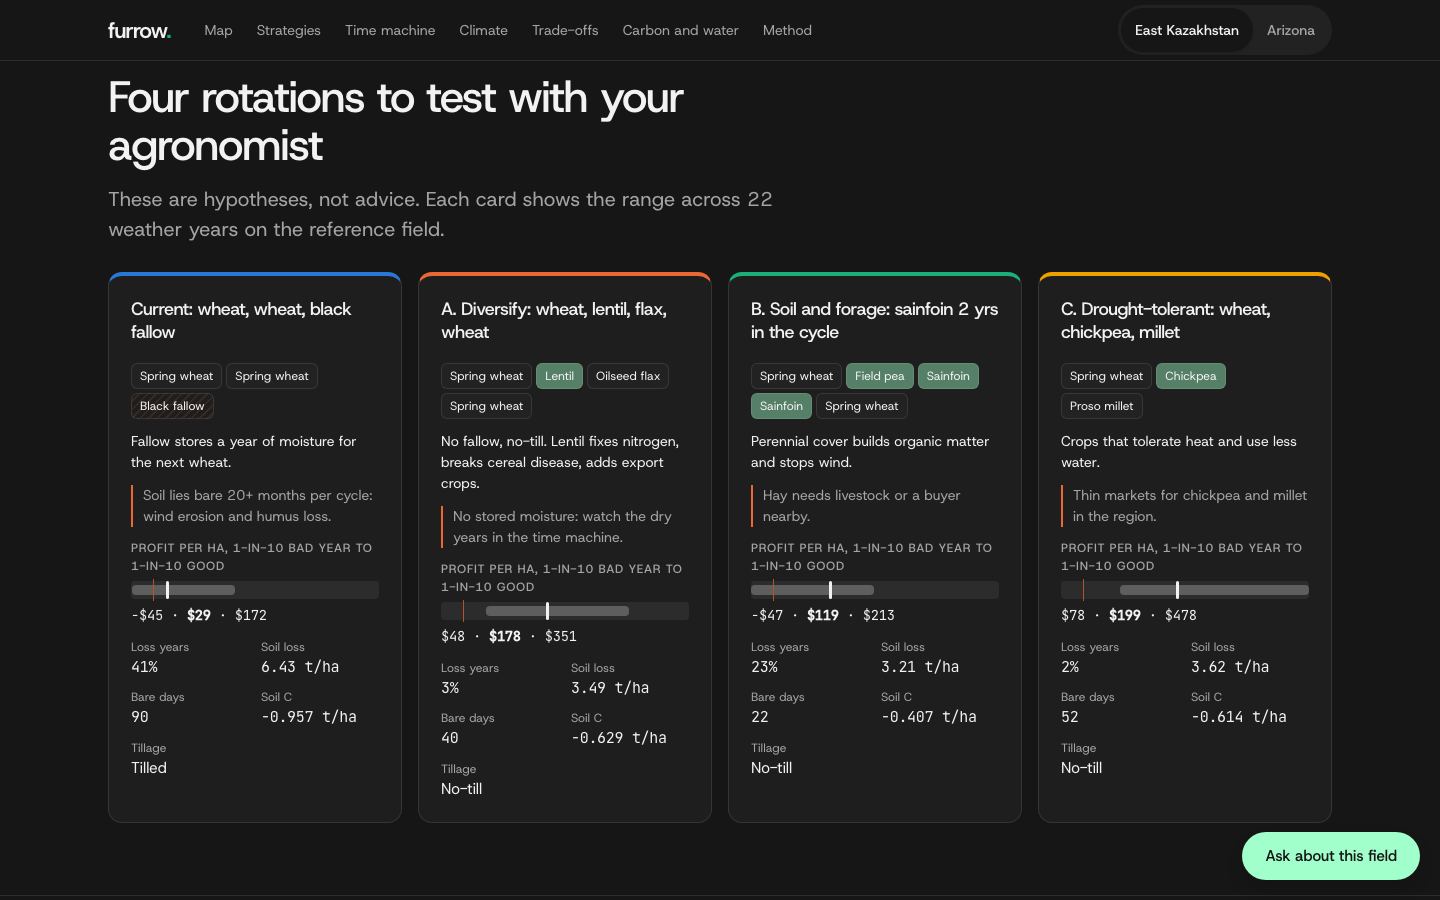 furrow.
Map
Strategies
Time machine
Climate
Trade-offs
Carbon and water
Method
East Kazakhstan
Arizona
Four rotations to test with your
agronomist
These are hypotheses, not advice. Each card shows the range across 22
weather years on the reference field.
Current: wheat, wheat, black
fallow
Spring wheat
Spring wheat
Black fallow
Fallow stores a year of moisture for
the next wheat.
Soil lies bare 20+ months per cycle:
wind erosion and humus loss.
PROFIT PER HA, 1-IN-10 BAD YEAR TO
1-IN-10 GOOD
-$45 · $29 · $172
Loss years
Soil loss
41%
6.43 t/ha
Bare days
Soil C
90
-0.957 t/ha
Tillage
Tilled
A. Diversify: wheat, lentil, flax,
wheat
Spring wheat
Lentil
Oilseed flax
Spring wheat
No fallow, no-till. Lentil fixes nitrogen,
breaks cereal disease, adds export
crops.
No stored moisture: watch the dry
years in the time machine.
PROFIT PER HA, 1-IN-10 BAD YEAR TO
1-IN-10 GOOD
$48 · $178 · $351
Loss years
Soil loss
3%
3.49 t/ha
Bare days
Soil C
40
-0.629 t/ha
Tillage
No-till
B. Soil and forage: sainfoin 2 yrs
in the cycle
Spring wheat
Field pea
Sainfoin
Sainfoin
Spring wheat
Perennial cover builds organic matter
and stops wind.
Hay needs livestock or a buyer
nearby.
PROFIT PER HA, 1-IN-10 BAD YEAR TO
1-IN-10 GOOD
-$47 · $119 · $213
Loss years
Soil loss
23%
3.21 t/ha
Bare days
Soil C
22
-0.407 t/ha
Tillage
No-till
C. Drought-tolerant: wheat,
chickpea, millet
Spring wheat
Chickpea
Proso millet
Crops that tolerate heat and use less
water.
Thin markets for chickpea and millet
in the region.
PROFIT PER HA, 1-IN-10 BAD YEAR TO
1-IN-10 GOOD
$78 · $199 · $478
Loss years
Soil loss
2%
3.62 t/ha
Bare days
Soil C
52
-0.614 t/ha
Tillage
No-till
Ask about this field